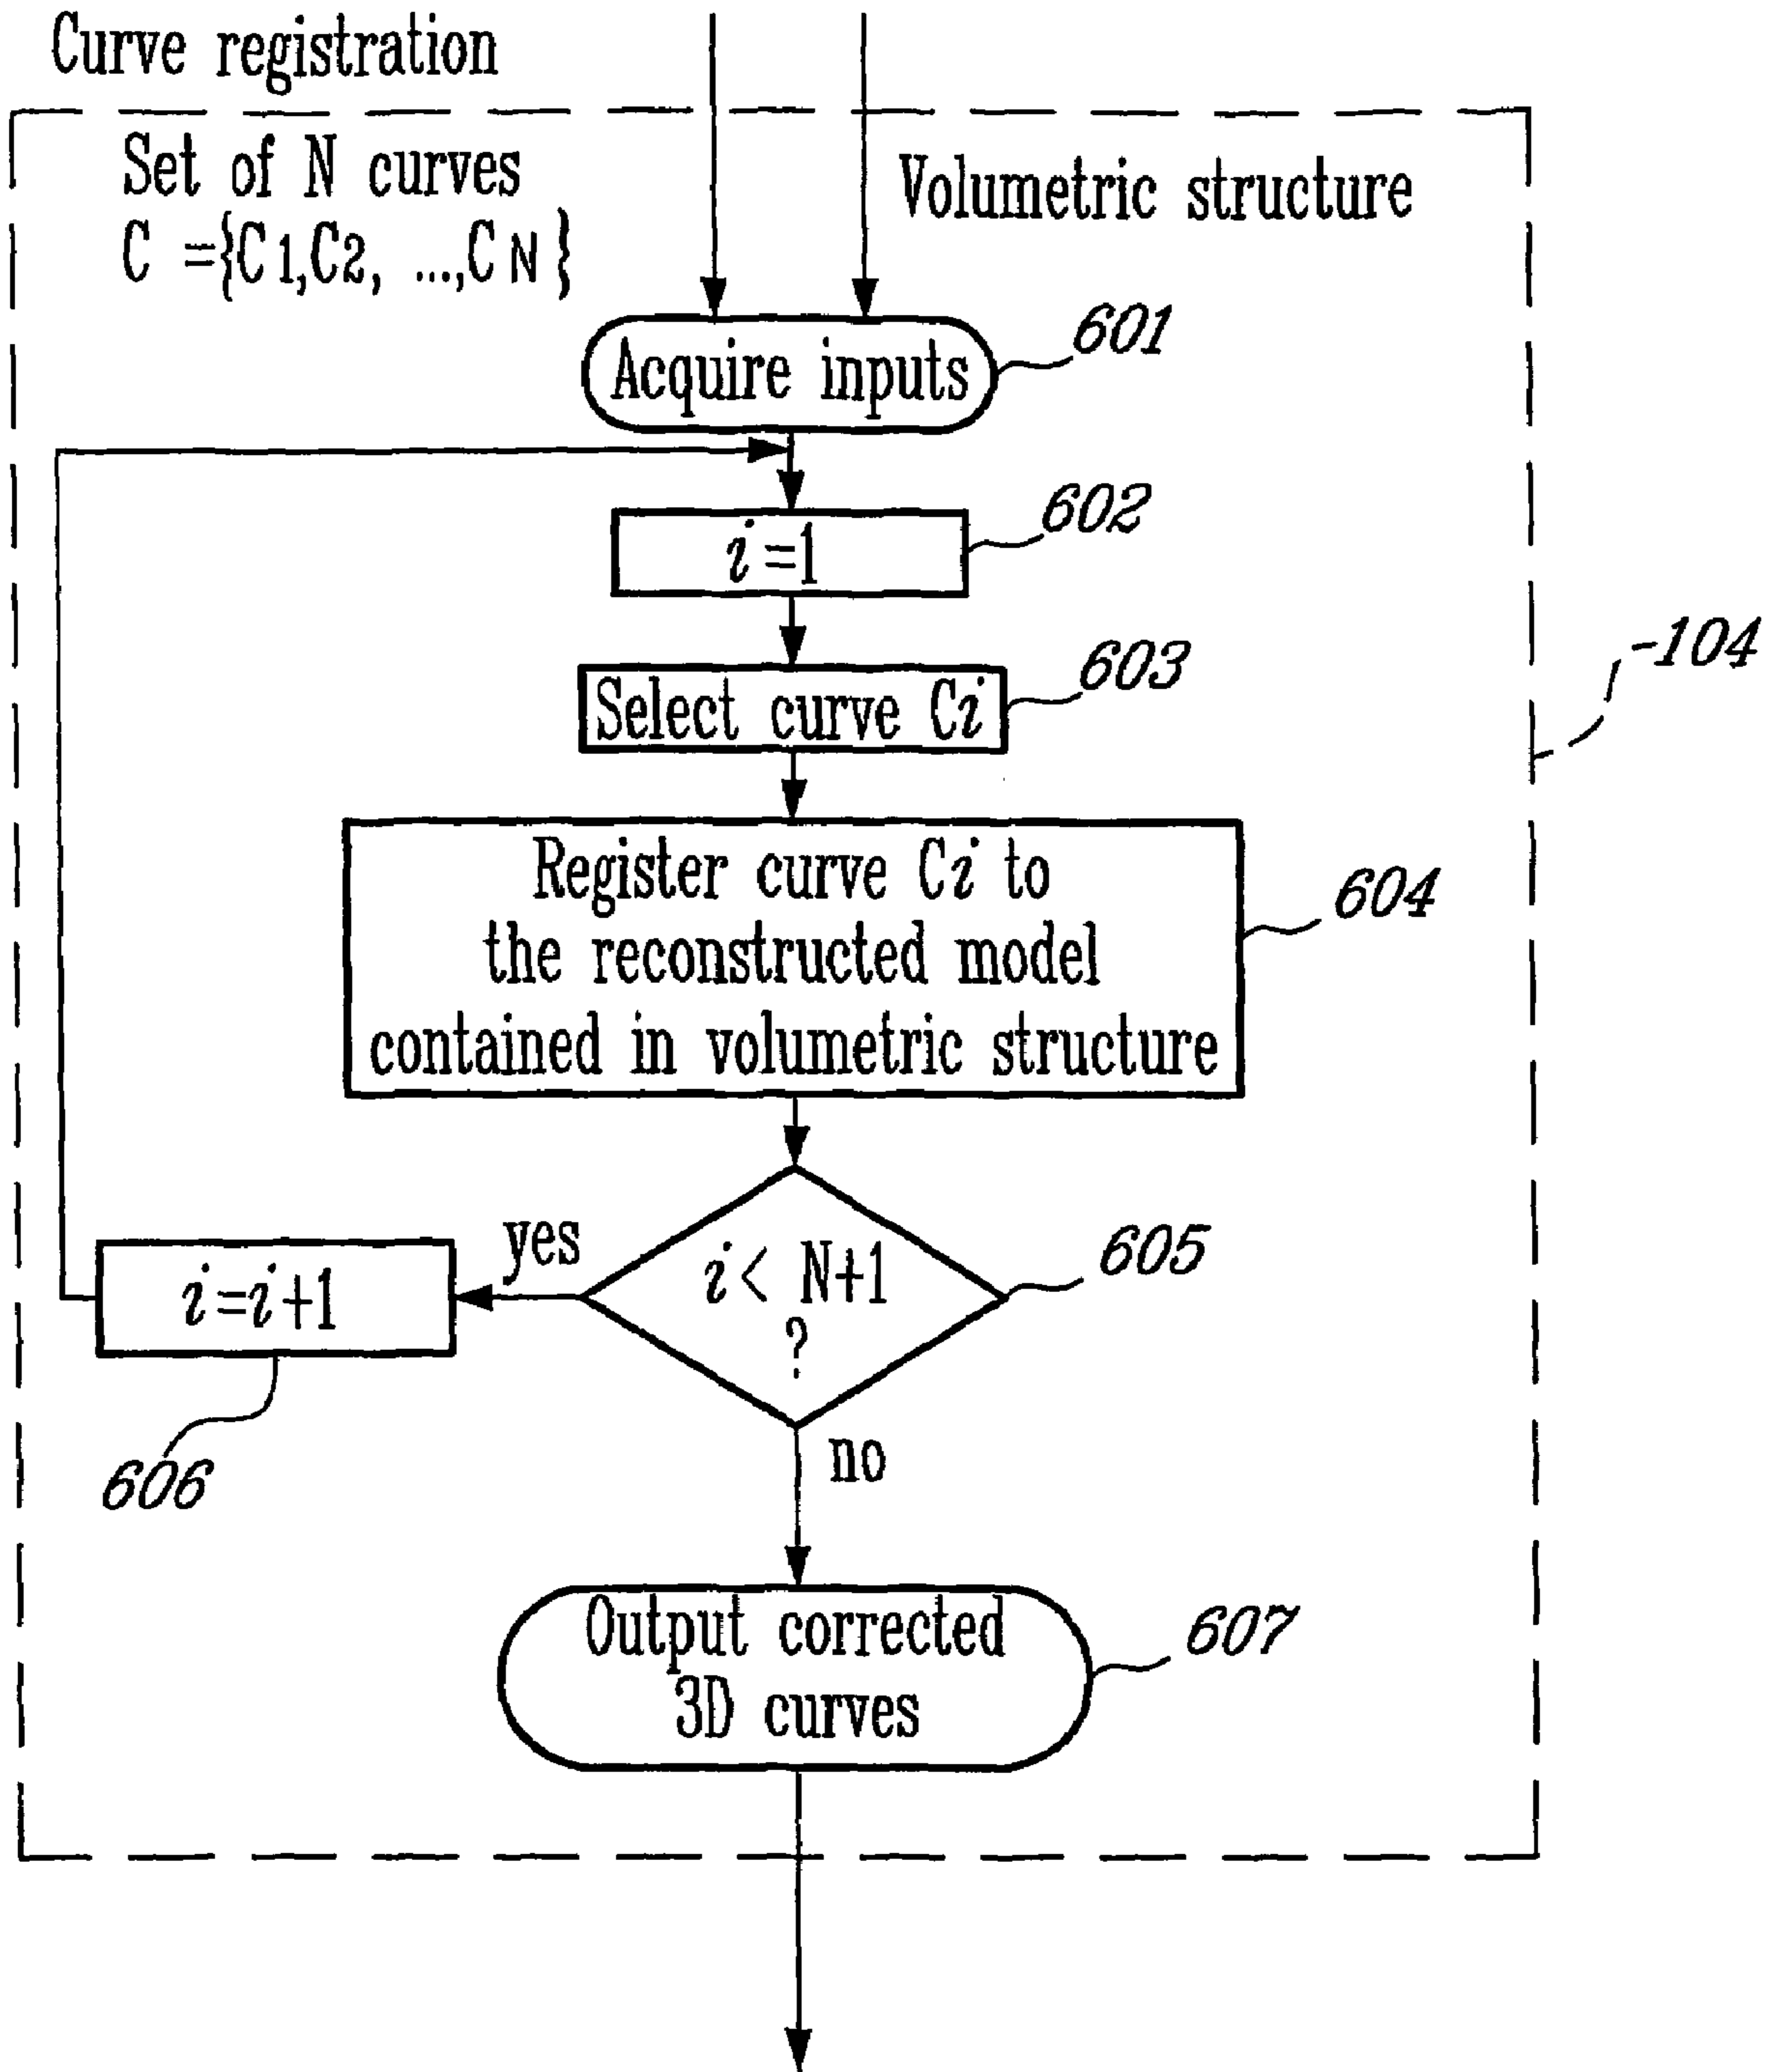 Curve registration
Set of N curves
C ={C1,C2, ...,CN}
Volumetric structure
Acquire inputs
601
i=1
602
Select curve Ci
603
-104
Register curve Ci to
the reconstructed model
contained in volumetric structure
604
i< N+1
?
605
yes
i=i+1
606
no
Output corrected
3D curves
607